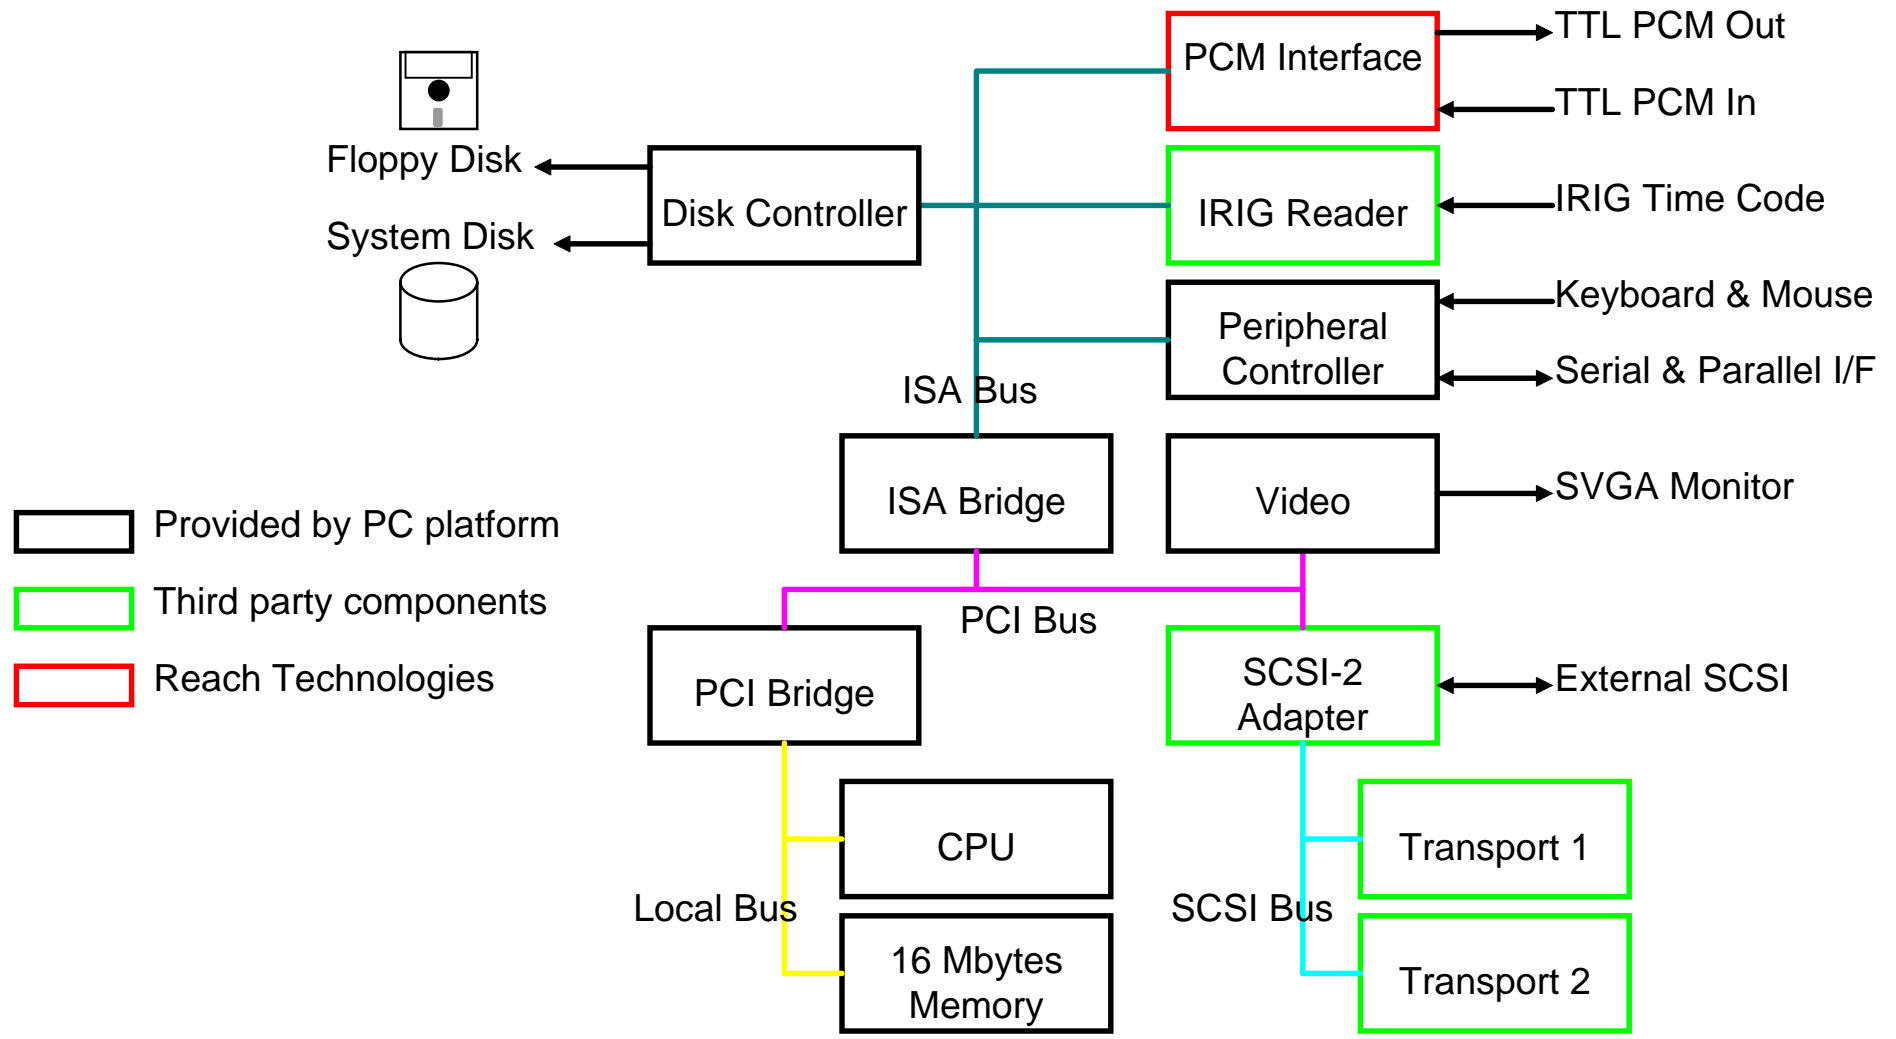 TTL PCM Out
PCM Interface
TTL PCM In
Floppy Disk
Disk Controller
IRIG Reader
IRIG Time Code
System Disk
Keyboard & Mouse
Peripheral
Controller
Serial & Parallel I/F
ISA Bus
ISA Bridge
Video
SVGA Monitor
Provided by PC platform
Third party components
Reach Technologies
PCI Bus
PCI Bridge
SCSI-2
Adapter
External SCSI
CPU
Transport 1
Local Bus
SCSI Bus
16 Mbytes
Memory
Transport 2